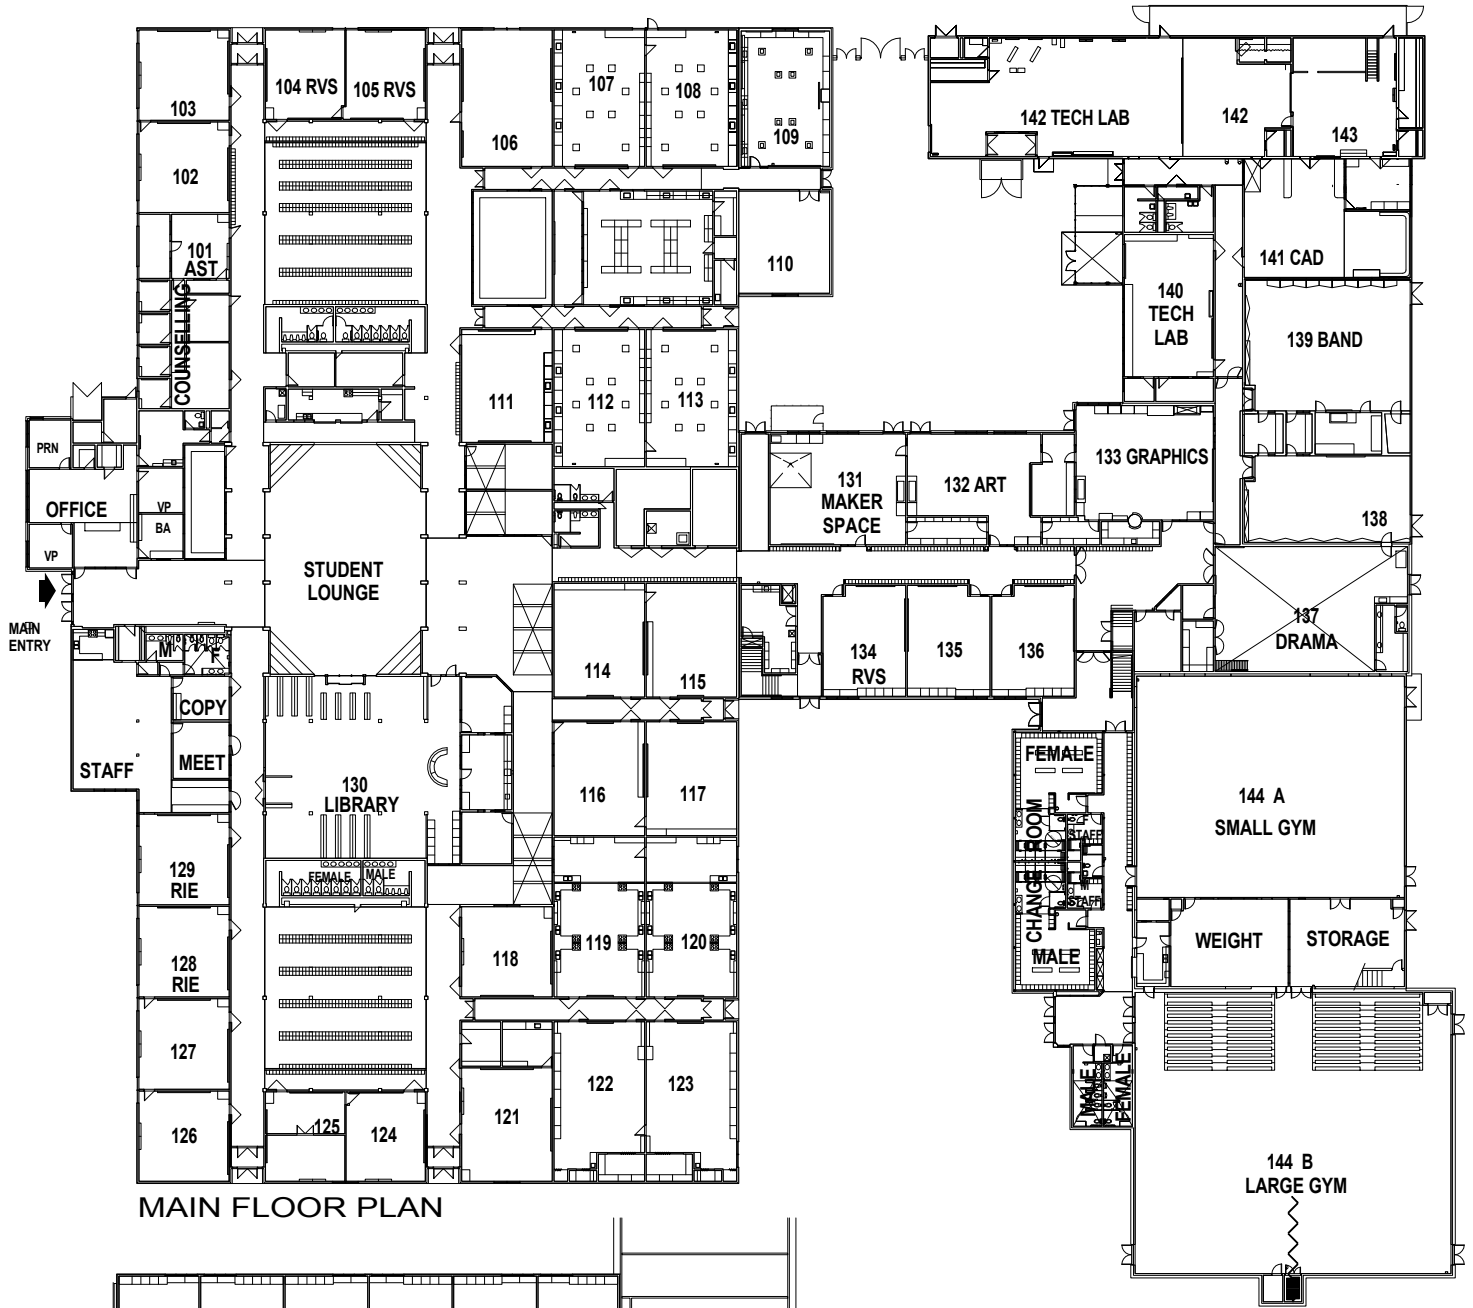 103
104 RVS
105 RVS
106
107
108
109
142 TECH LAB
142
143
102
101
AST
COUNSELLING
110
141 CAD
140
TECH
LAB
139 BAND
111
112
113
PRN
OFFICE
VP
BA
VP
131
MAKER
SPACE
132 ART
133 GRAPHICS
138
STUDENT
LOUNGE
MAIN
ENTRY
M
F
114
115
134
RVS
135
136
137
DRAMA
COPY
MEET
STAFF
130
LIBRARY
116
117
FEMALE
CHANGE ROOM
F
STAFF
M
STAFF
MALE
144 A
SMALL GYM
129
RIE
FEMALE
MALE
128
RIE
118
119
120
WEIGHT
STORAGE
127
122
123
MALE
FEMALE
126
125
124
121
144 B
LARGE GYM
MAIN FLOOR PLAN